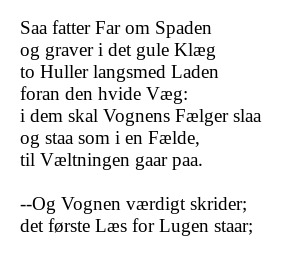 Saa fatter Far om Spaden
og graver i det gule Klæg
to Huller langsmed Laden
foran den hvide Væg:
i dem skal Vognens Fælger slaa
og staa som i en Fælde,
til Væltningen gaar paa.

--Og Vognen værdigt skrider;
det første Læs for Lugen staar;